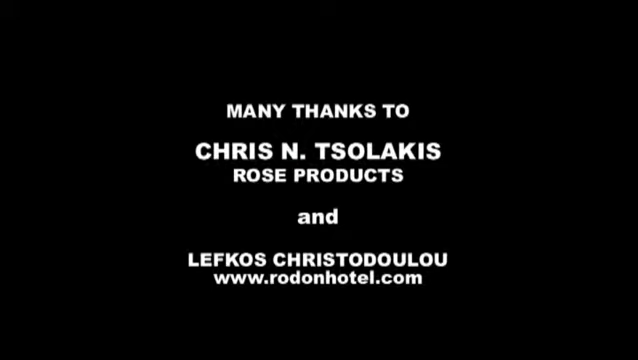 MANY THANKS TO
CHRIS N. TSOLAKIS
ROSE PRODUCTS
and
LEFKOS CHRISTODOULOU
www.rodonhotel.com